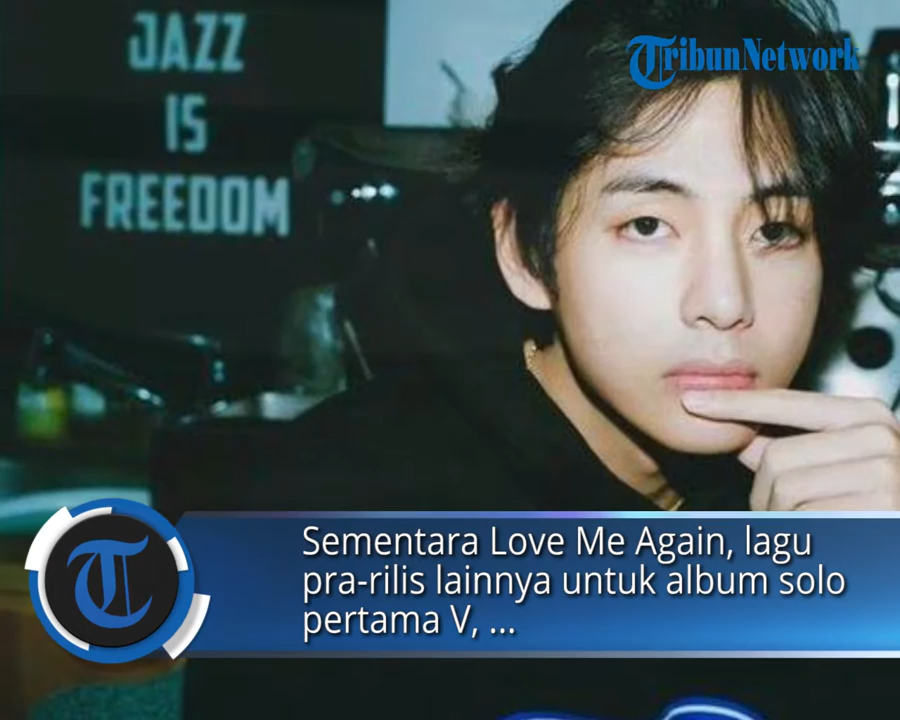 JAZZ
IS
FREEDOM
TribunNetwork
T
Sementara Love Me Again, lagu
pra-rilis lainnya untuk album solo
pertama V, ...